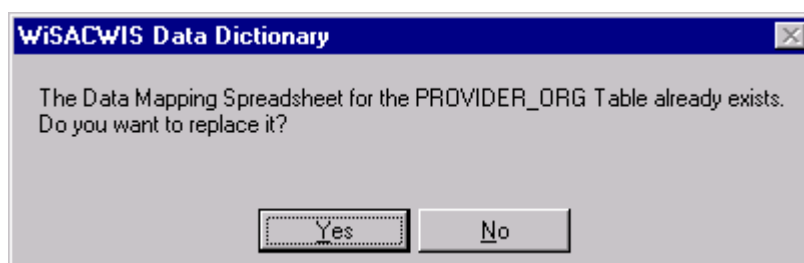 WiSACWIS Data Dictionary
The Data Mapping Spreadsheet for the PROVIDER_ORG Table already exists.
Do you want to replace it?
Yes No